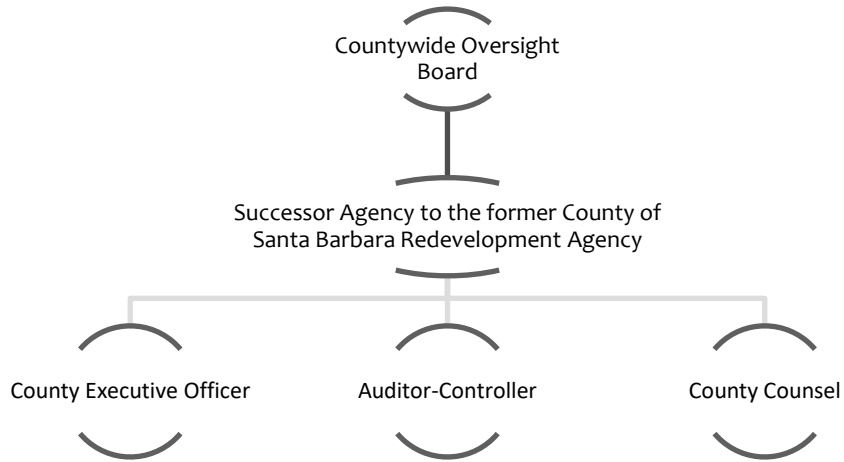 Countywide Oversight
Board
Successor Agency to the former County of
Santa Barbara Redevelopment Agency
County Executive Officer
Auditor-Controller
County Counsel